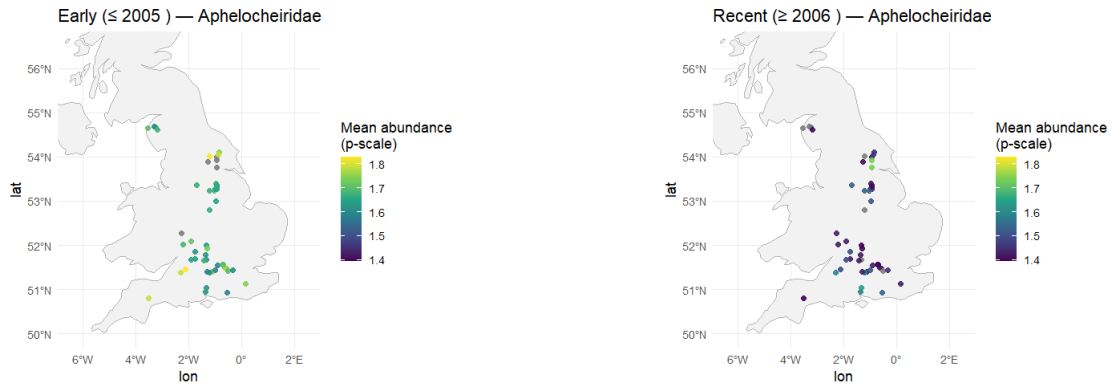 Early (≤ 2005 ) — Aphelocheiridae
56°N
55°N
54°N
53°N
52°N
51°N
50°N
lat
6°W
4°W
2°W
0°
2°E
lon
Mean abundance
(p-scale)
1.8
1.7
1.6
1.5
1.4
Recent (≥ 2006 ) — Aphelocheiridae
56°N
55°N
54°N
53°N
52°N
51°N
50°N
lat
6°W
4°W
2°W
0°
2°E
lon
Mean abundance
(p-scale)
1.8
1.7
1.6
1.5
1.4